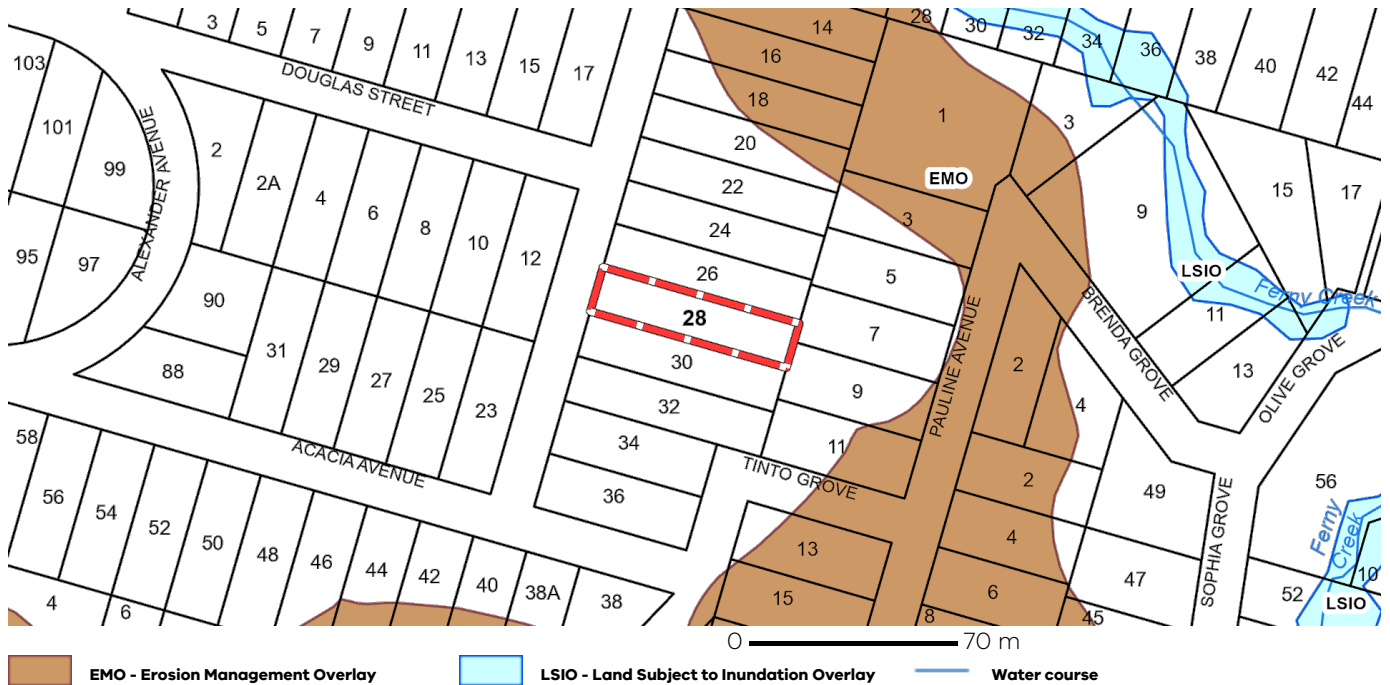 3 5 7 9 11 13 15 17 14 28 30 32 34 36 38 40 42 44
103 16
DOUGLAS STREET 18
101 99 ALEXANDER AVENUE 2 2A 4 6 8 10 12 20 1 3
22 EMO 15 17
95 97 24 3 9
90 26 5 LSIO Ferny Creek
28 7 PAULINE AVENUE BRENDA GROVE 11
88 31 29 27 25 23 30 9 2 4 13 OLIVE GROVE
32
58 ACACIA AVENUE 34 11
TINTO GROVE
56 54 52 50 48 46 44 42 40 38A 38 36 2 49 SOPHIA GROVE 56
4 6 13 4 47 Ferny
Creek
15 6 52 10
8 45 LSIO
0 70 m
EMO - Erosion Management Overlay LSIO - Land Subject to Inundation Overlay Water course